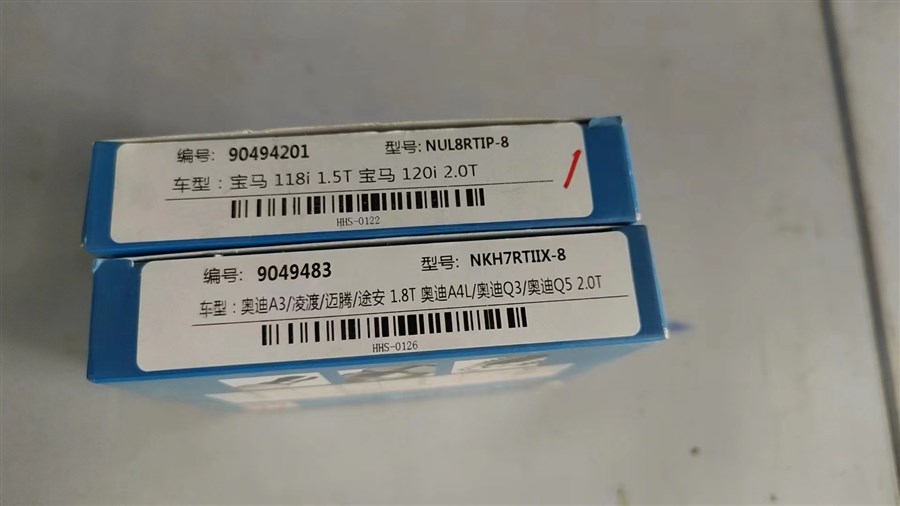 编号: 90494201 型号: NUL8RTIP-8
车型：宝马 118i 1.5T 宝马 120i 2.0T
HHS-0122
编号: 9049483 型号: NKH7RTIIX-8
车型：奥迪A3/凌渡/迈腾/途安 1.8T 奥迪A4L/奥迪Q3/奥迪Q5 2.0T
HHS-0126